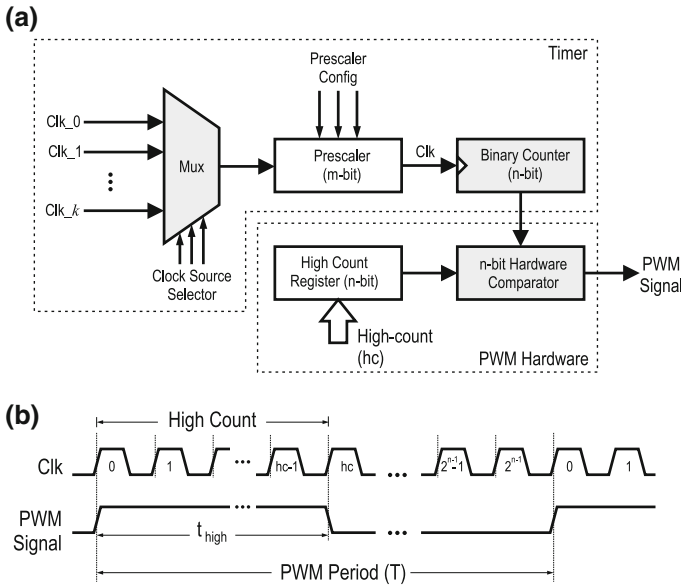 (a)
Timer
Prescaler
Config
Clk_0
Clk_1
Clk_k
Mux
Prescaler
(m-bit)
Clk
Binary Counter
(n-bit)
Clock Source
Selector
High Count
Register (n-bit)
n-bit Hardware
Comparator
PWM
Signal
High-count
(hc)
PWM Hardware
(b)
High Count
Clk
0
1
...
hc-1
hc
...
2ⁿ⁻¹-1
2ⁿ⁻¹
0
1
PWM
Signal
...
...
t high
PWM Period (T)